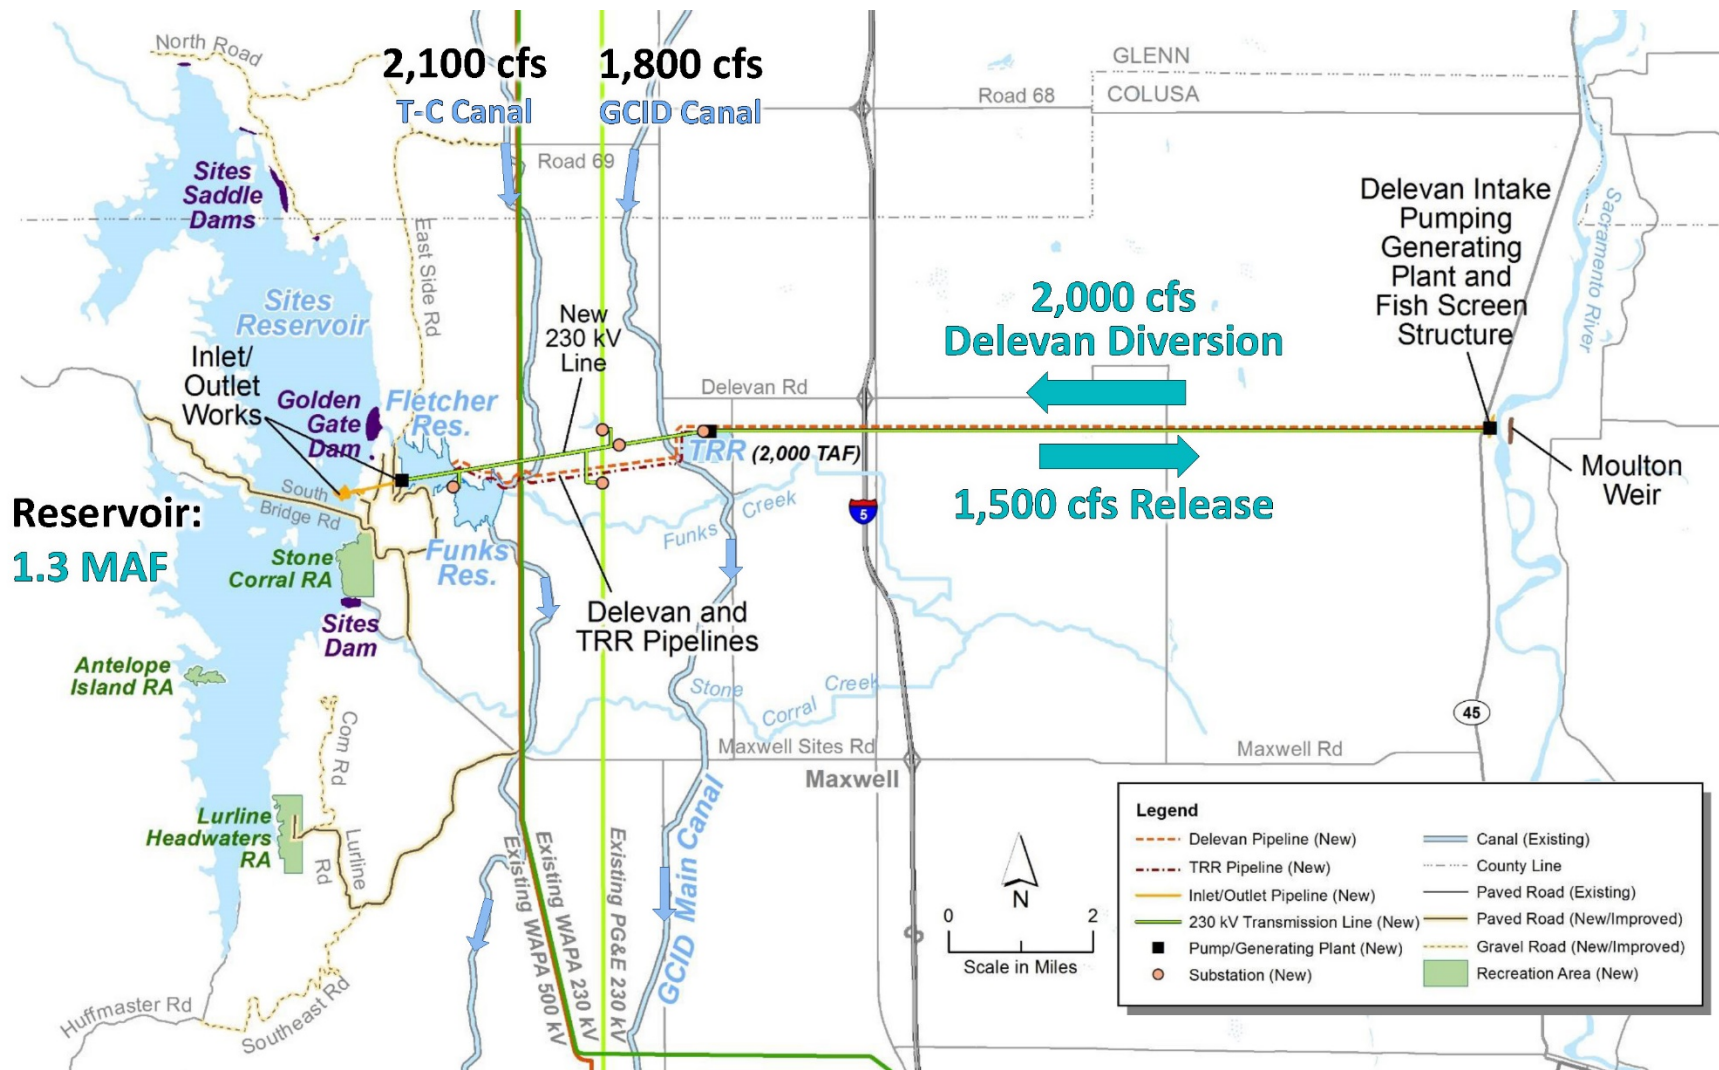 North Road
2,100 cfs
T-C Canal
1,800 cfs
GCID Canal
GLENN
COLUSA
Road 68
Road 69
Sites
Saddle
Dams
East Side Rd
Sites
Reservoir
Inlet/
Outlet
Works
Golden
Gate
Dam
Fletcher
Res.
New
230 kV
Line
Delevan Rd
TRR (2,000 TAF)
2,000 cfs
Delevan Diversion
1,500 cfs Release
Delevan Intake
Pumping
Generating
Plant and
Fish Screen
Structure
Sacramento River
Moulton
Weir
South
Bridge Rd
Reservoir:
1.3 MAF
Stone
Corral RA
Funks
Res.
Funks Creek
5
Sites
Dam
Delevan and
TRR Pipelines
Antelope
Island RA
Stone
Corral
Creek
Com Rd
Maxwell Sites Rd
Maxwell
Maxwell Rd
45
Lurline
Headwaters
RA
Lurline
Rd
Existing WAPA 500 kV
Existing WAPA 230 kV
Existing PG&E 230 kV
GCID Main Canal
Huffmaster Rd
Southeast Rd
S
N
0 2
Scale in Miles
Legend
Delevan Pipeline (New)
TRR Pipeline (New)
Inlet/Outlet Pipeline (New)
230 kV Transmission Line (New)
Pump/Generating Plant (New)
Substation (New)
Canal (Existing)
County Line
Paved Road (Existing)
Paved Road (New/Improved)
Gravel Road (New/Improved)
Recreation Area (New)